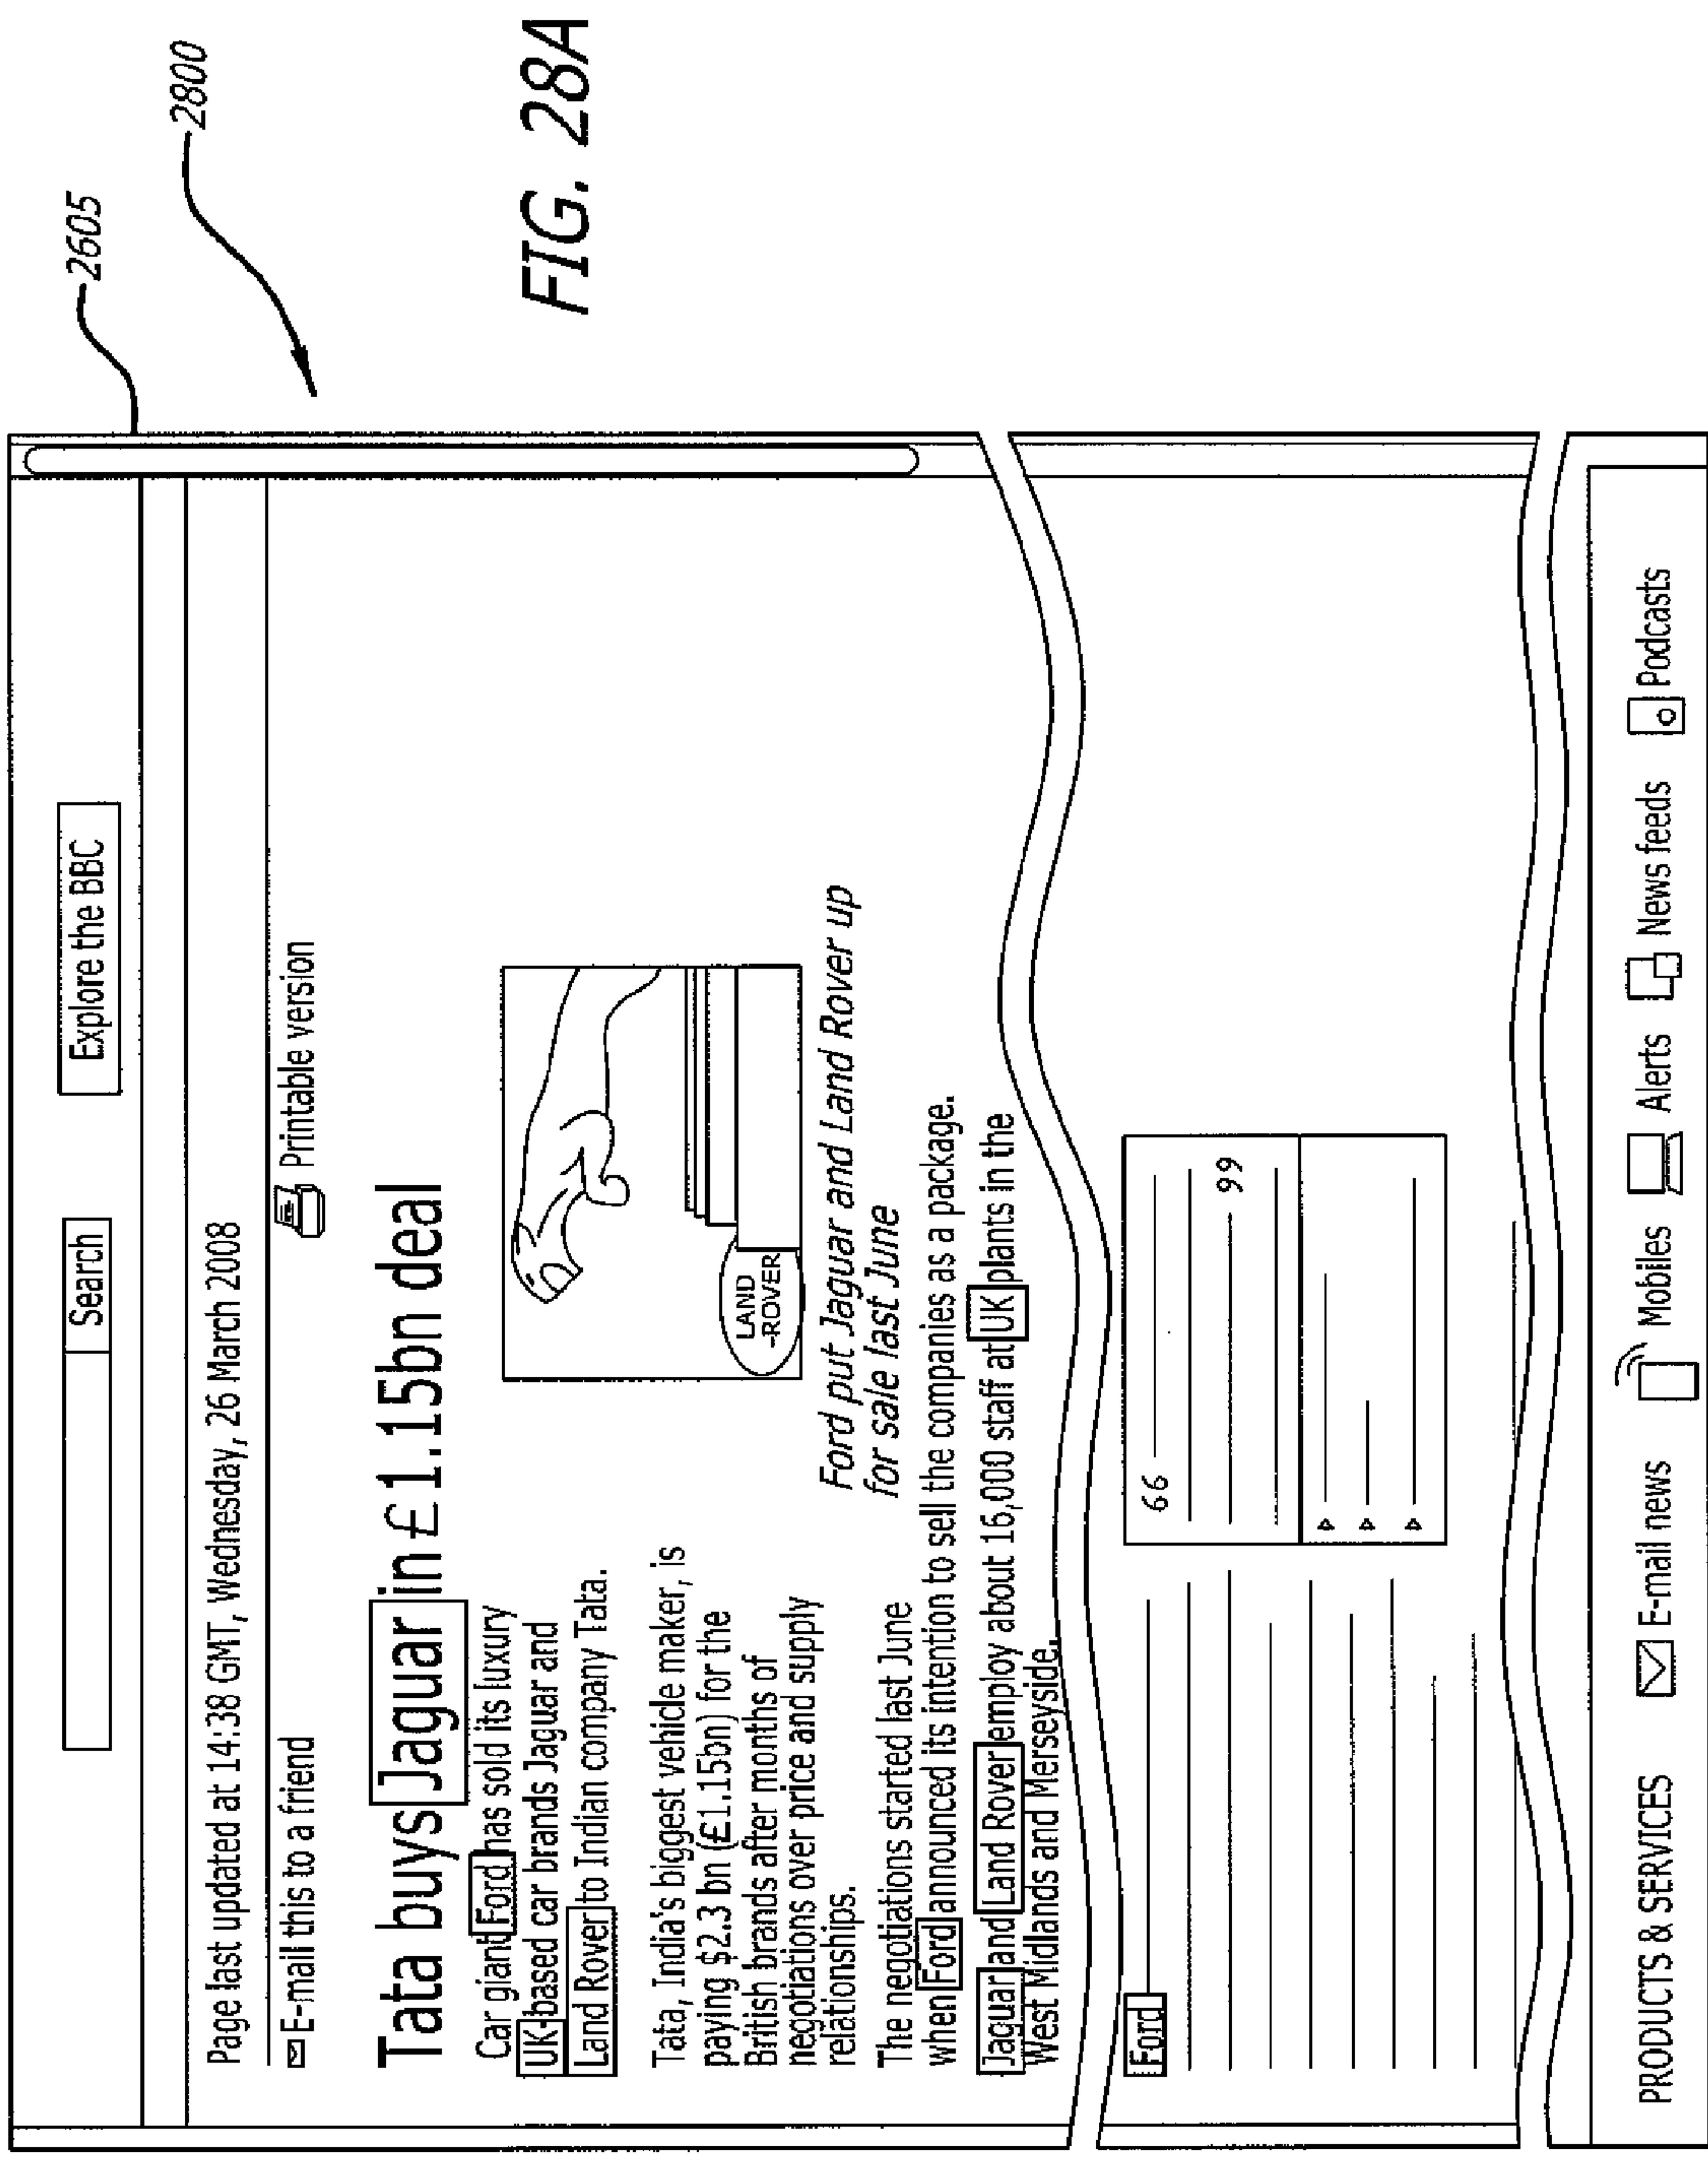 2605
2800
FIG. 28A
Search
Explore the BBC
Page last updated at 14:38 GMT, Wednesday, 26 March 2008
E-mail this to a friend
Printable version
Tata buys Jaguar in £1.15bn deal
Car giant Ford has sold its luxury
UK-based car brands Jaguar and
Land Rover to Indian company Tata.
LAND
-ROVER
Ford put Jaguar and Land Rover up
for sale last June
Tata, India's biggest vehicle maker, is
paying $2.3 bn (£1.15bn) for the
British brands after months of
negotiations over price and supply
relationships.
The negotiations started last June
when Ford announced its intention to sell the companies as a package.
Jaguar and Land Rover employ about 16,000 staff at UK plants in the
West Midlands and Merseyside.
Ford
66
99
PRODUCTS & SERVICES
E-mail news
Mobiles
Alerts
News feeds
Podcasts